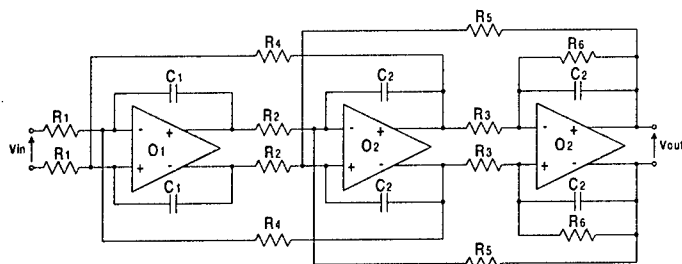 R5
R4
R6
C1
C2
C2
R1
R2
R3
- +
- +
- +
Vin
O1
O2
O2
Vout
R1
+ -
R2
+ -
R3
+ -
C1
C2
C2
R4
R6
R5